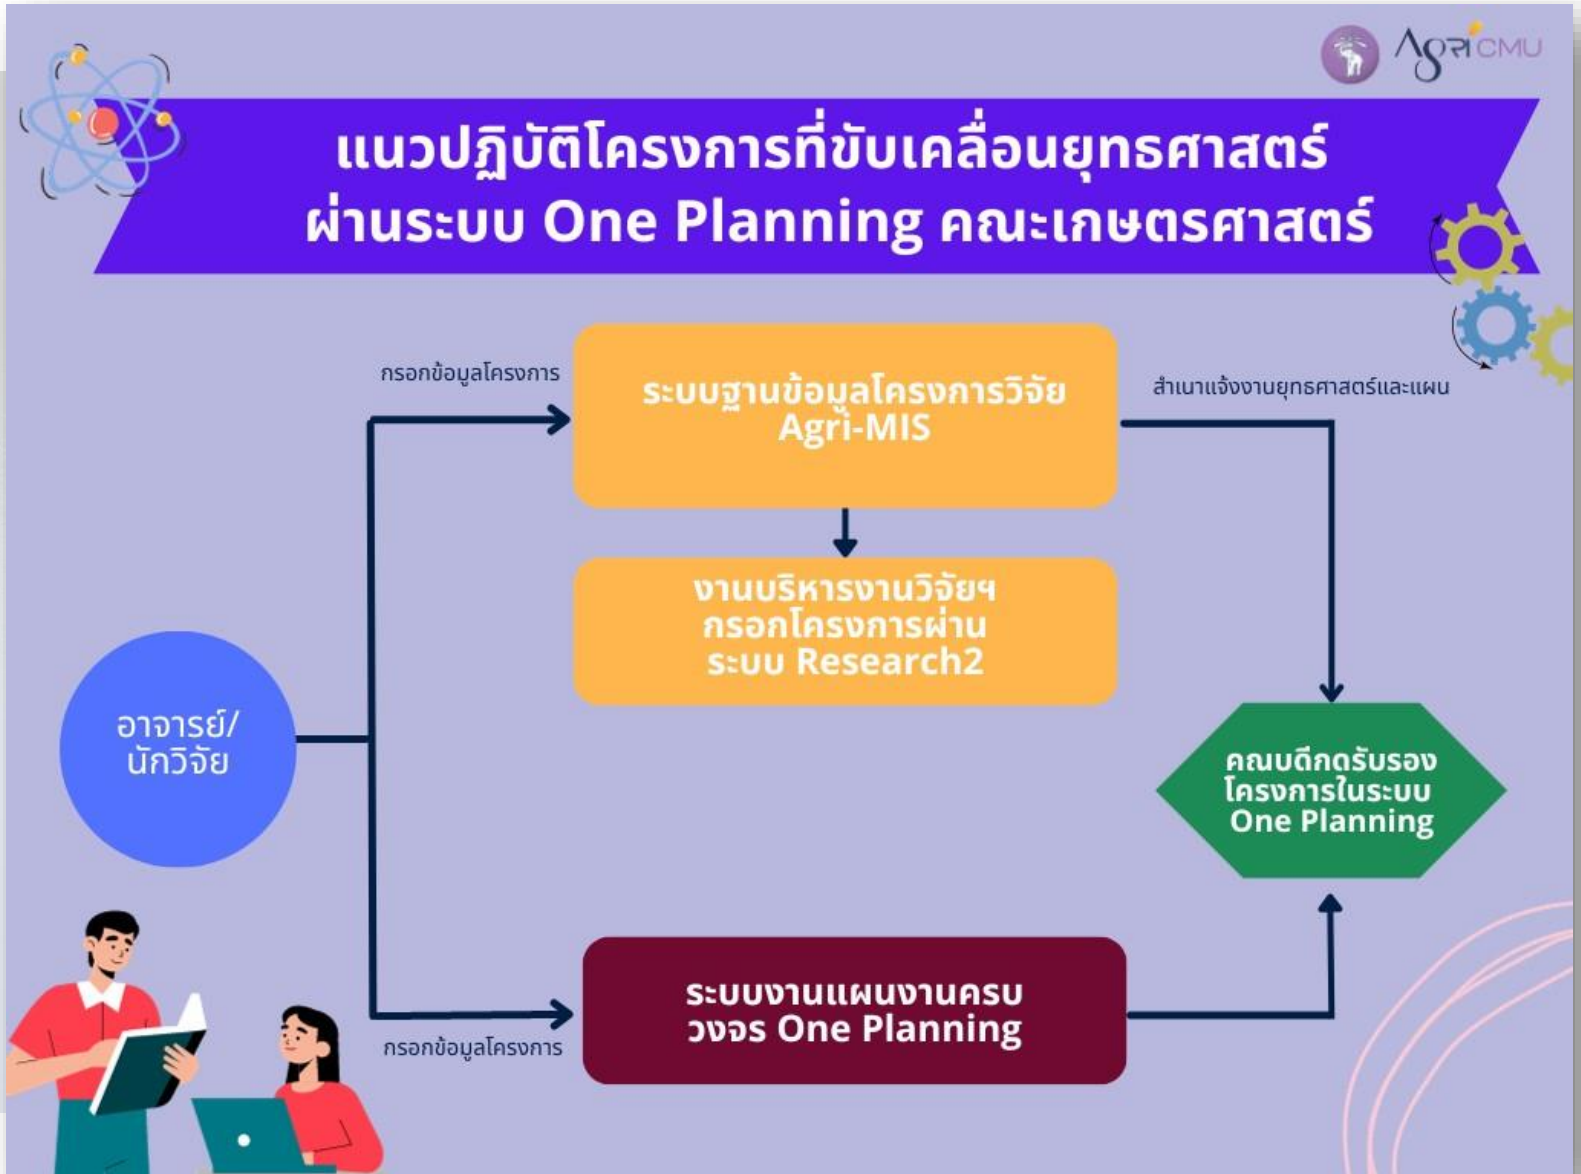 Agri CMU
แนวปฏิบัติโครงการที่ขับเคลื่อนยุทธศาสตร์
ผ่านระบบ One Planning คณะเกษตรศาสตร์
กรอกข้อมูลโครงการ
ระบบฐานข้อมูลโครงการวิจัย
Agri-MIS
สำเนาแจ้งงานยุทธศาสตร์และแผน
งานบริหารงานวิจัยฯ
กรอกโครงการผ่าน
ระบบ Research2
อาจารย์/
นักวิจัย
คณบดีกดรับรอง
โครงการในระบบ
One Planning
ระบบงานแผนงานครบ
วงจร One Planning
กรอกข้อมูลโครงการ